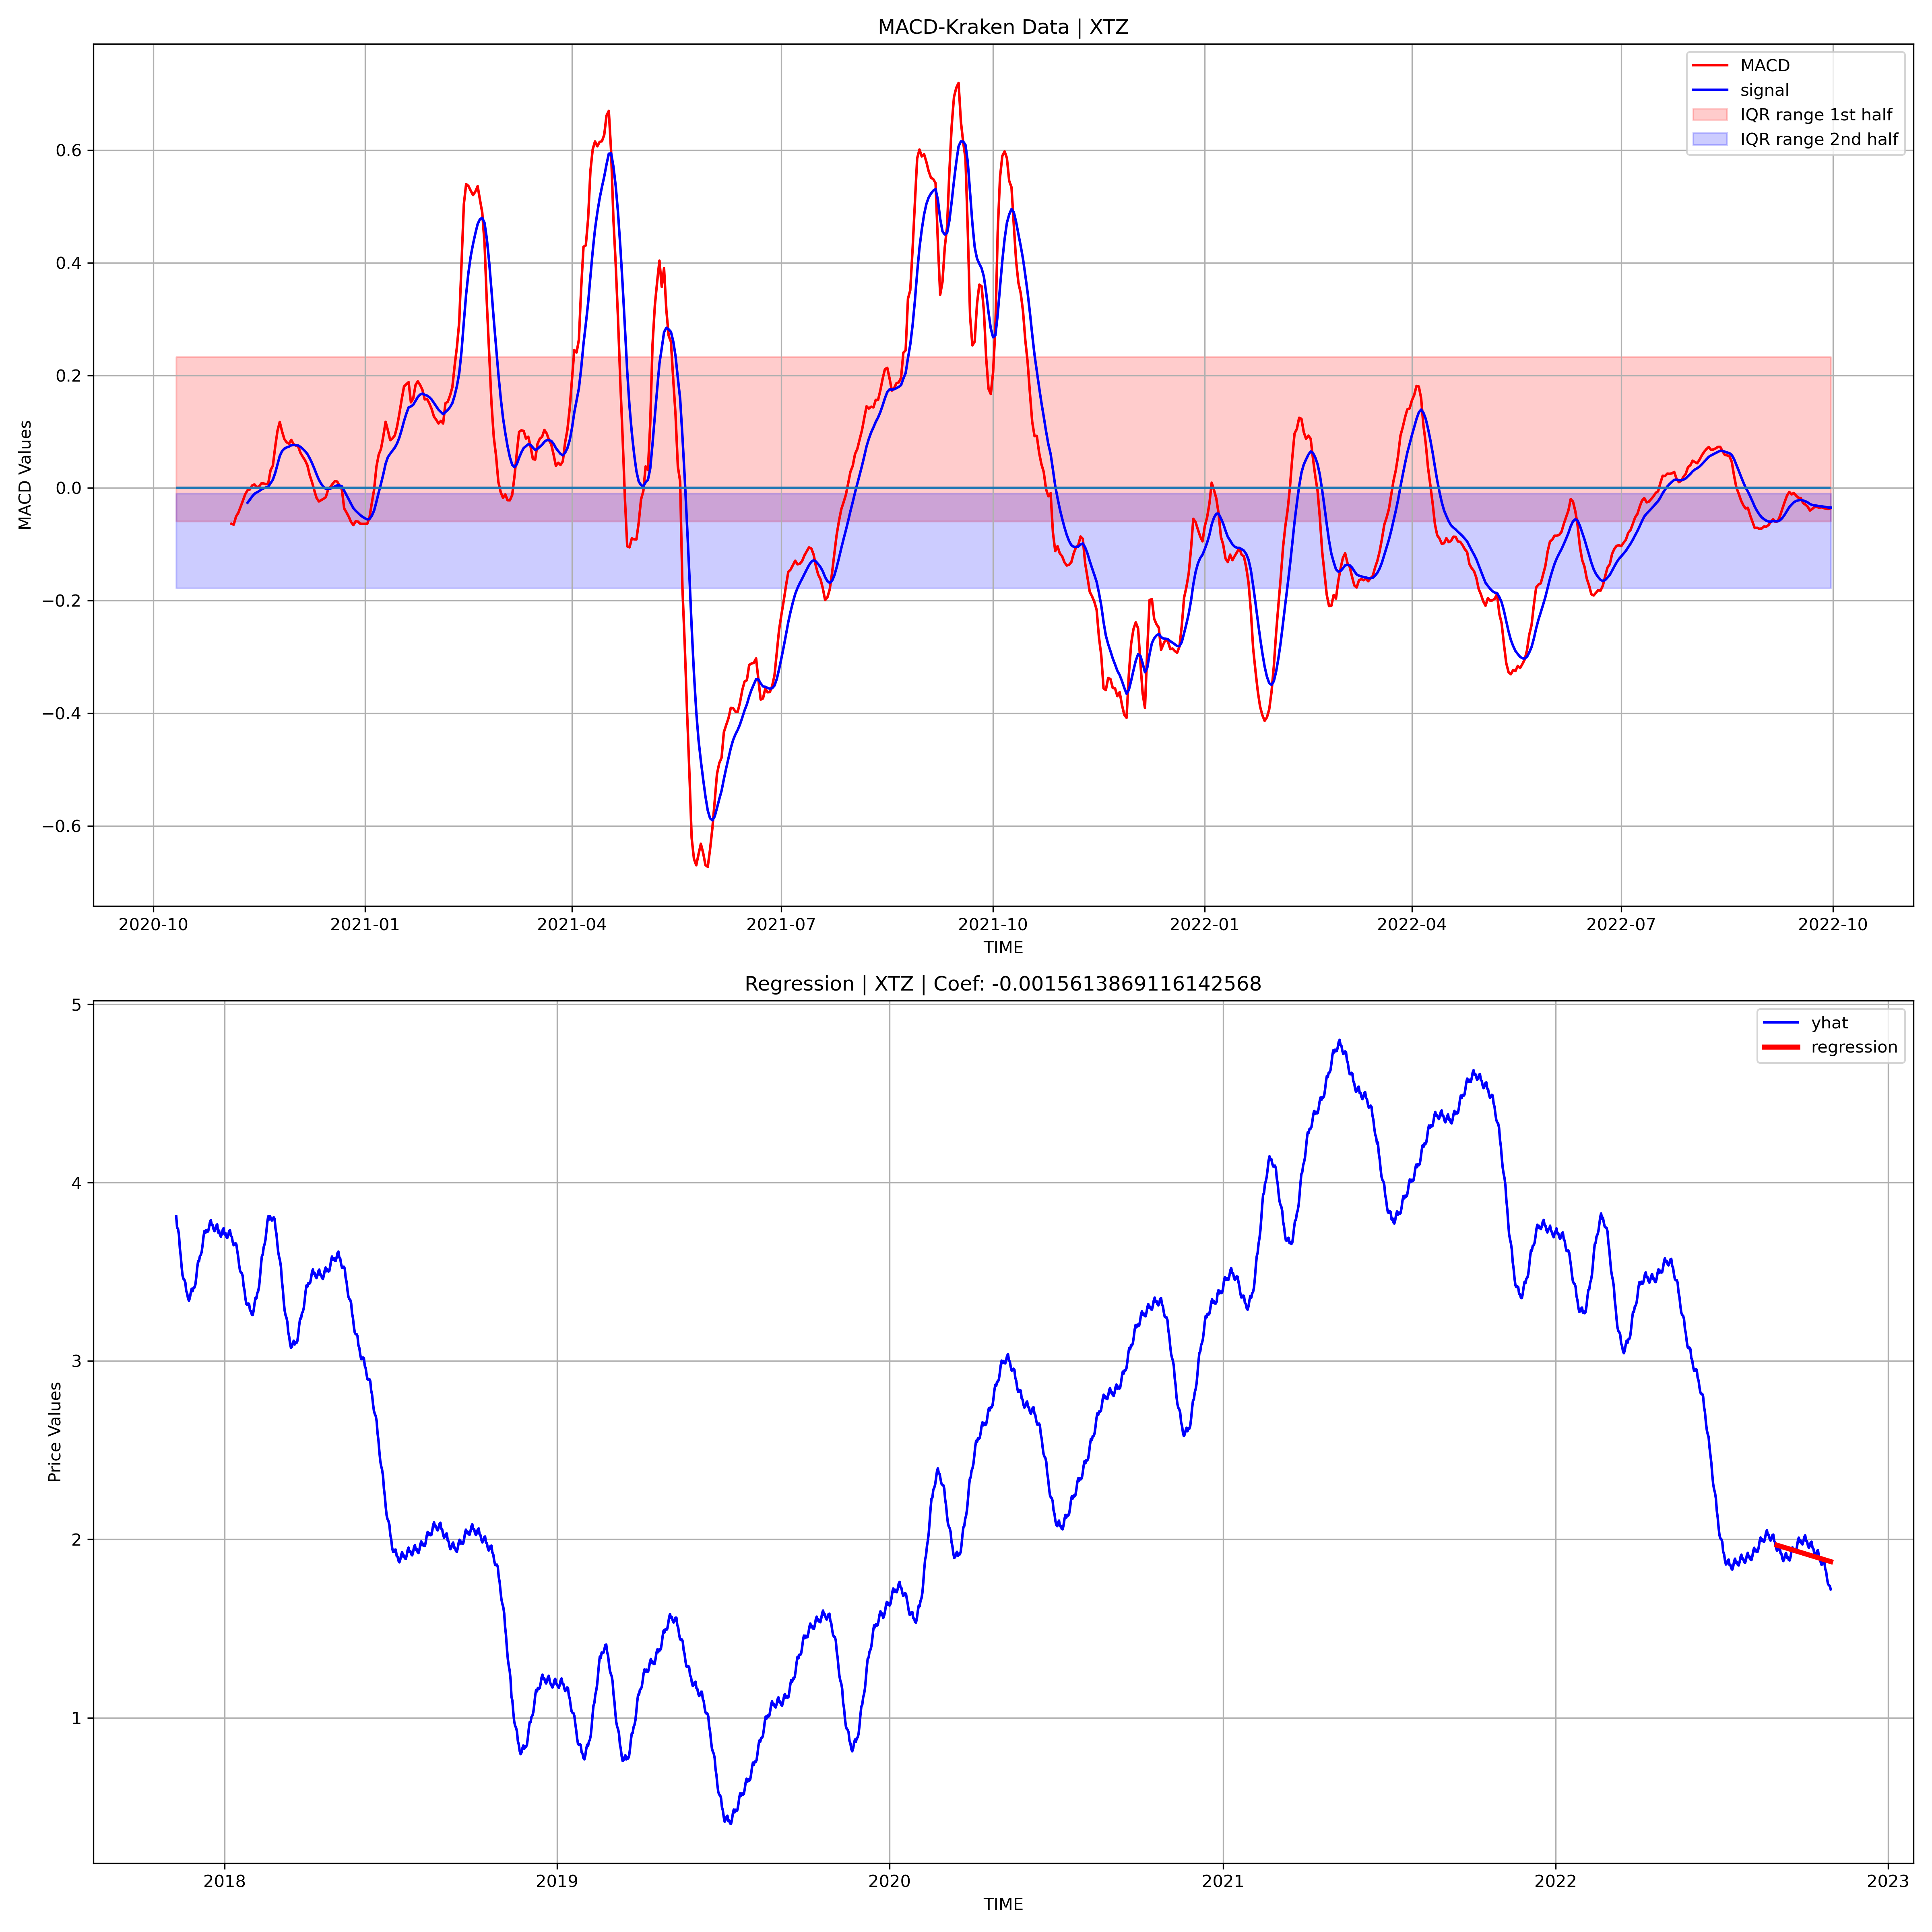 MACD-Kraken Data | XTZ
MACD
signal
IQR range 1st half
IQR range 2nd half
MACD Values
0.6
0.4
0.2
0.0
−0.2
−0.4
−0.6
2020-10 2021-01 2021-04 2021-07 2021-10 2022-01 2022-04 2022-07 2022-10
TIME
Regression | XTZ | Coef: -0.0015613869116142568
yhat
regression
Price Values
5
4
3
2
1
2018 2019 2020 2021 2022 2023
TIME